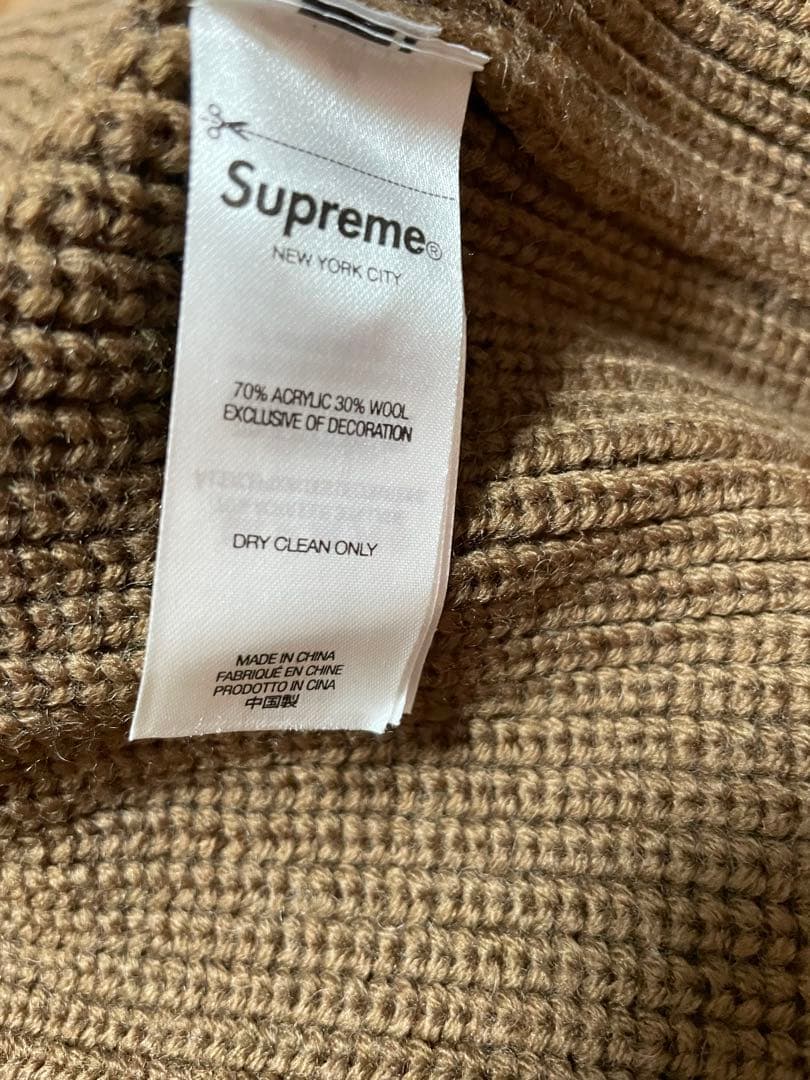 Supreme®
NEW YORK CITY
70% ACRYLIC 30% WOOL
EXCLUSIVE OF DECORATION
DRY CLEAN ONLY
MADE IN CHINA
FABRIQUÉ EN CHINE
PRODOTTO IN CINA
中国製